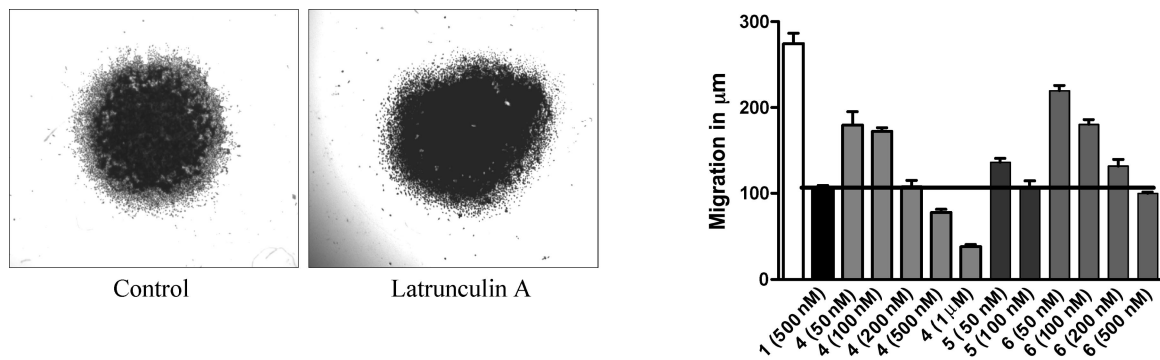 Control
Latrunculin A
Migration in μm
300
200
100
0
1 (500 nM)
4 (50 nM)
4 (100 nM)
4 (200 nM)
4 (500 nM)
4 (1μM)
5 (50 nM)
5 (100 nM)
6 (50 nM)
6 (100 nM)
6 (200 nM)
6 (500 nM)